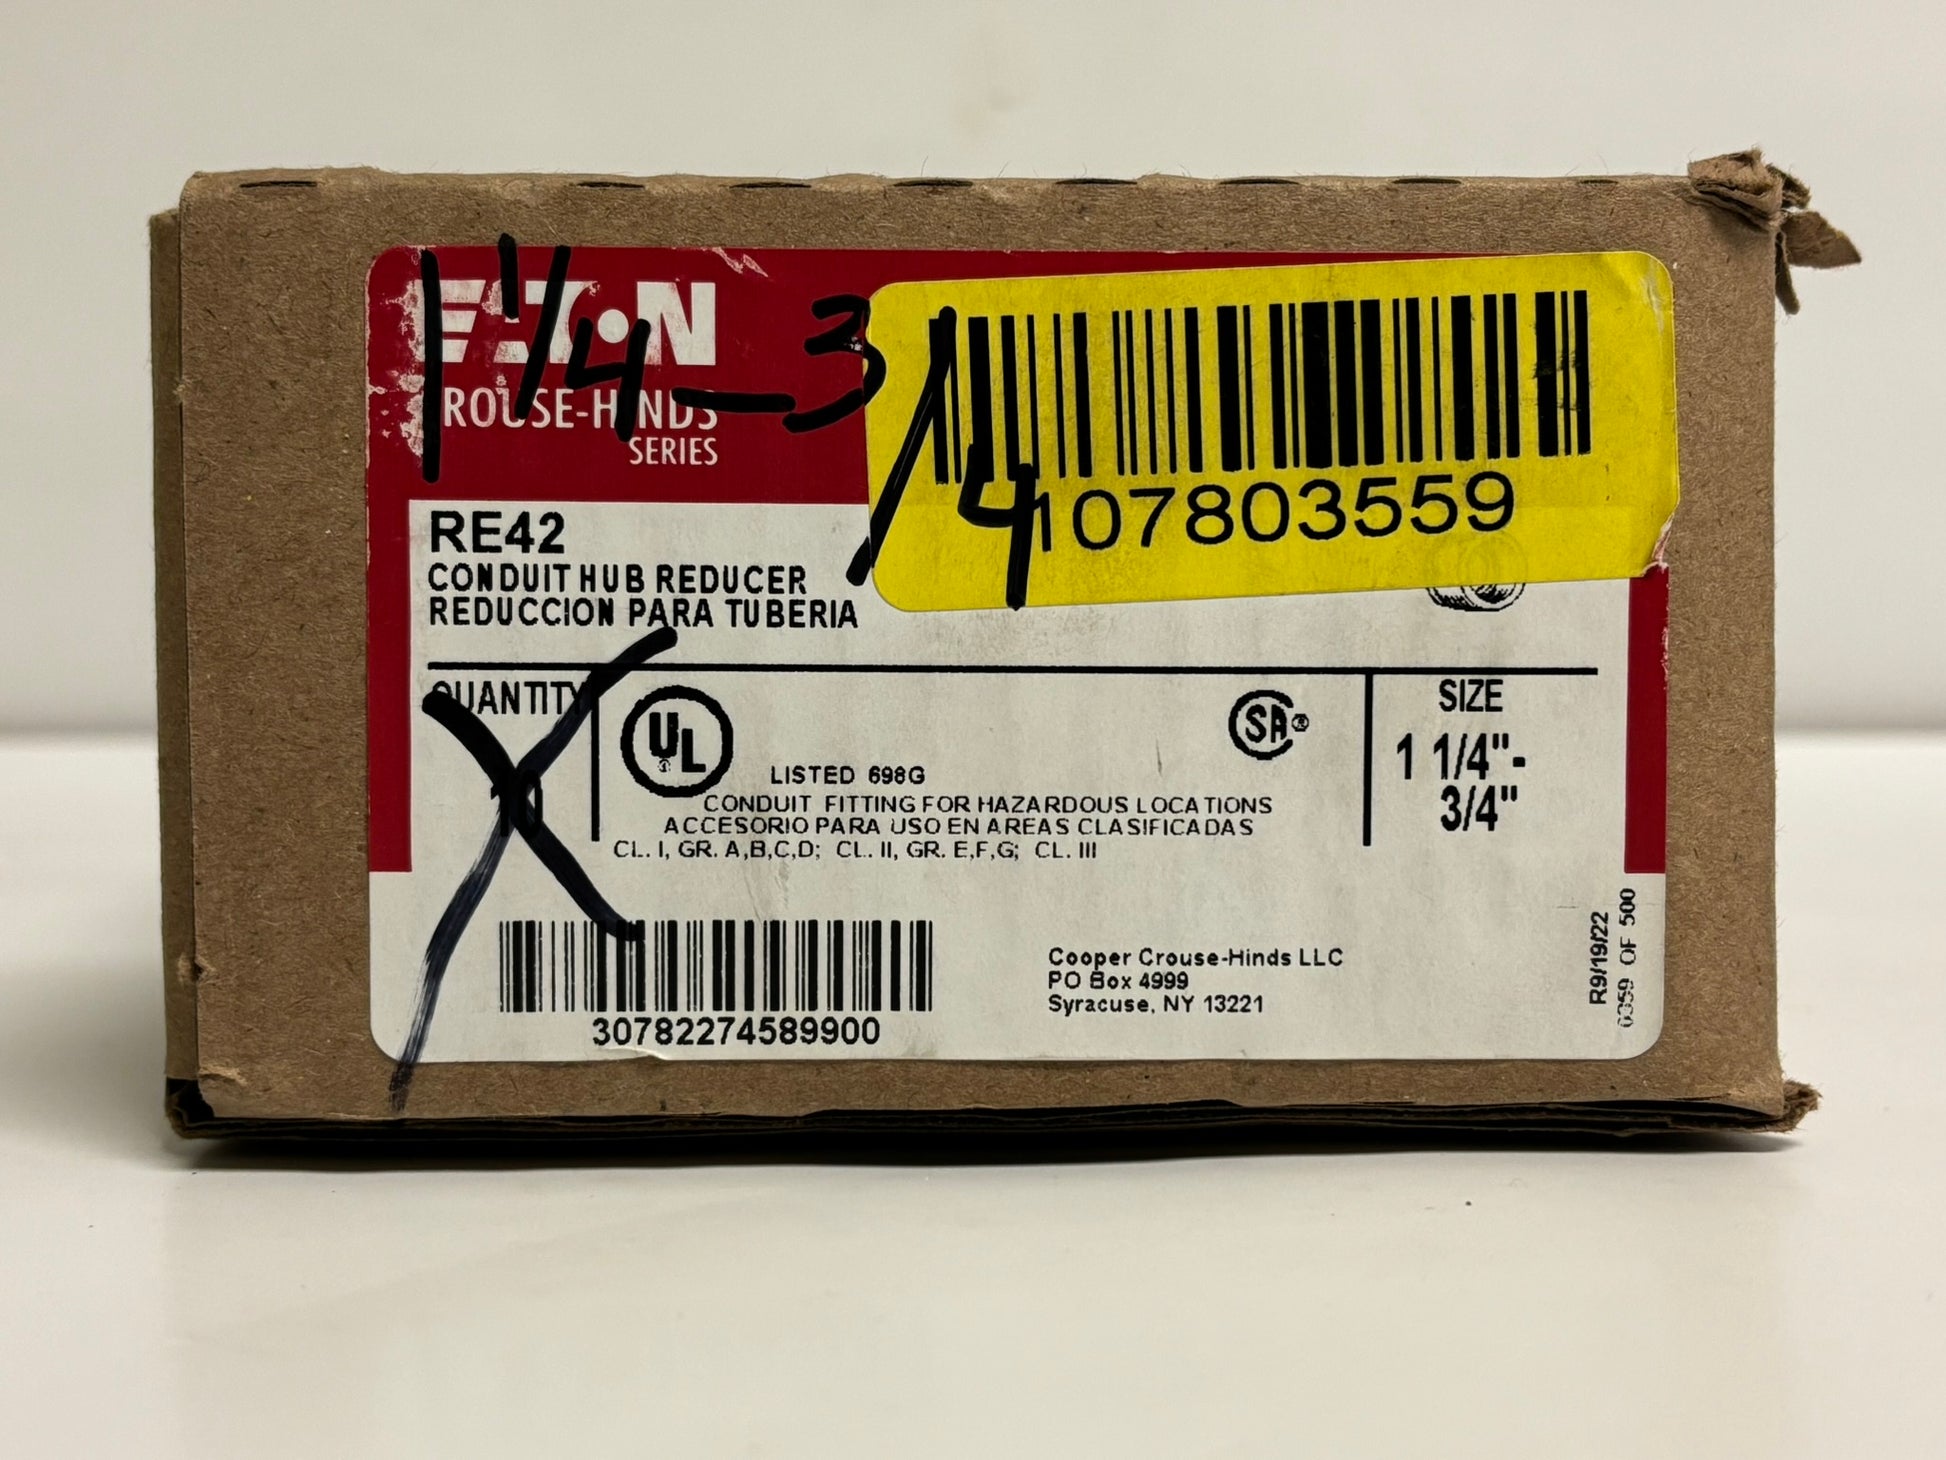 1 1/4 - 3/4
EATON
CROUSE-HINDS
SERIES
107803559
RE42
CONDUIT HUB REDUCER
REDUCCION PARA TUBERIA
QUANTITY
10
UL
LISTED 698G
SA®
CONDUIT FITTING FOR HAZARDOUS LOCATIONS
ACCESORIO PARA USO EN AREAS CLASIFICADAS
CL. I, GR. A,B,C,D; CL. II, GR. E,F,G; CL. III
SIZE
1 1/4"-
3/4"
30782274589900
Cooper Crouse-Hinds LLC
PO Box 4999
Syracuse, NY 13221
R9/19/22
0359 OF 500